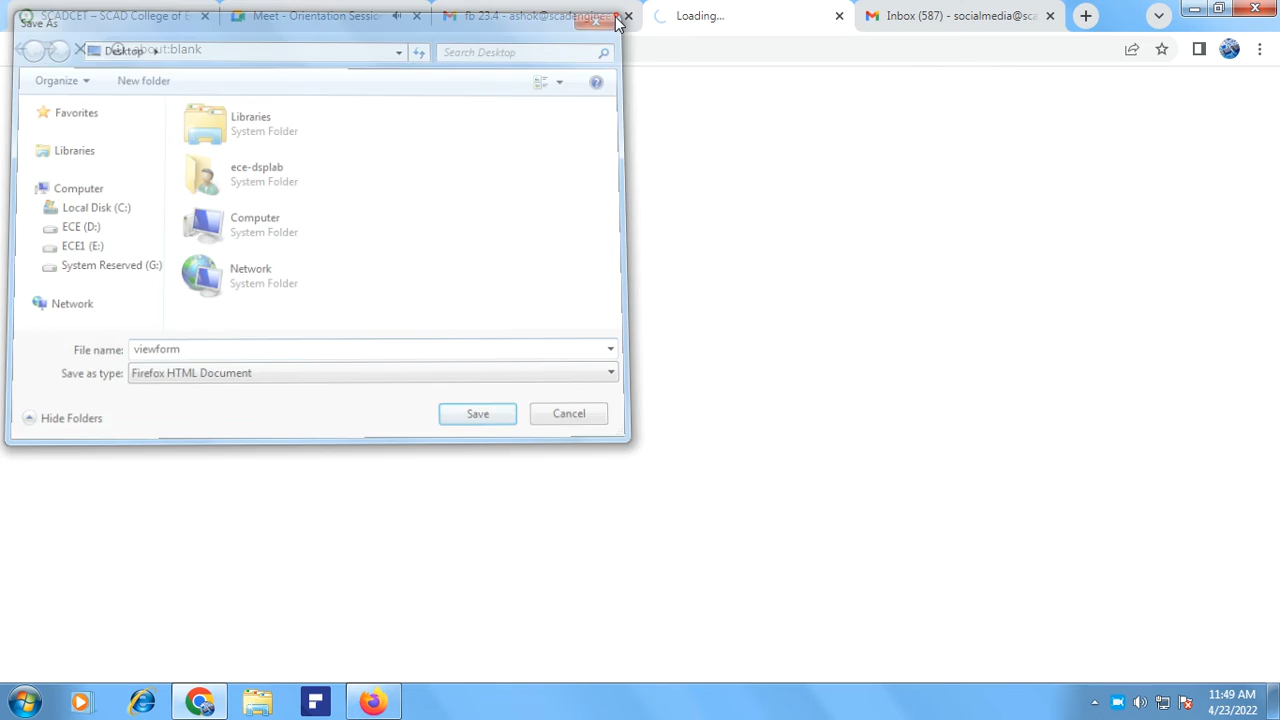 SCADCET – SCAD College of E
Meet - Orientation Sessio
fb 23.4 - ashok@scadenginee
Loading...
Inbox (587) - socialmedia@s
Save As
Desktop
about:blank
Search Desktop
Organize
New folder
Favorites
Libraries
Computer
Local Disk (C:)
ECE (D:)
ECE1 (E:)
System Reserved (G:)
Network
Libraries
System Folder
ece-dsplab
System Folder
Computer
System Folder
Network
System Folder
File name: viewform
Save as type: Firefox HTML Document
Hide Folders
Save
Cancel
11:49 AM
4/23/2022